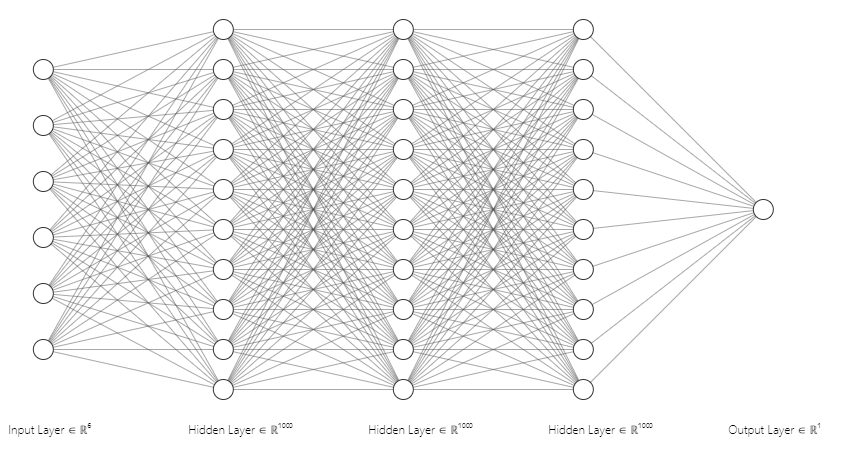 Input Layer ∈ ℝ⁶
Hidden Layer ∈ ℝ¹⁰⁰⁰
Hidden Layer ∈ ℝ¹⁰⁰⁰
Hidden Layer ∈ ℝ¹⁰⁰⁰
Output Layer ∈ ℝ¹